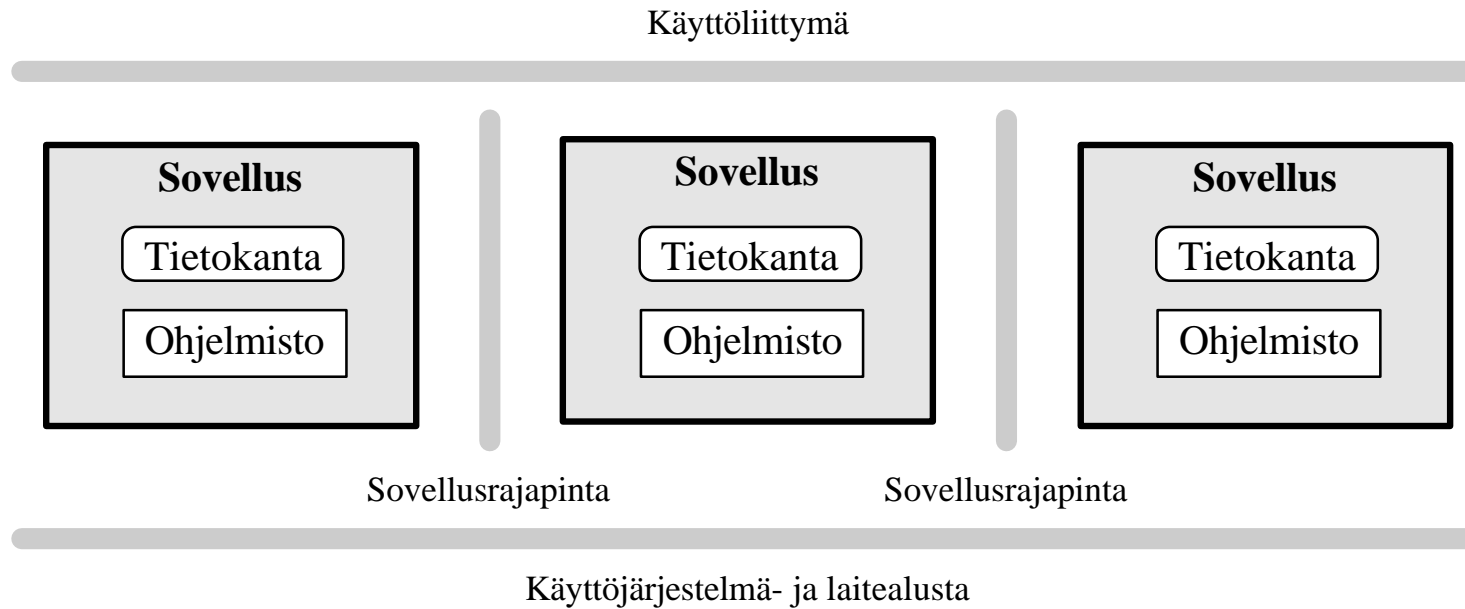 Käyttöliittymä
Sovellus
Tietokanta
Ohjelmisto
Sovellus
Tietokanta
Ohjelmisto
Sovellus
Tietokanta
Ohjelmisto
Sovellusrajapinta
Sovellusrajapinta
Käyttöjärjestelmä- ja laitealusta